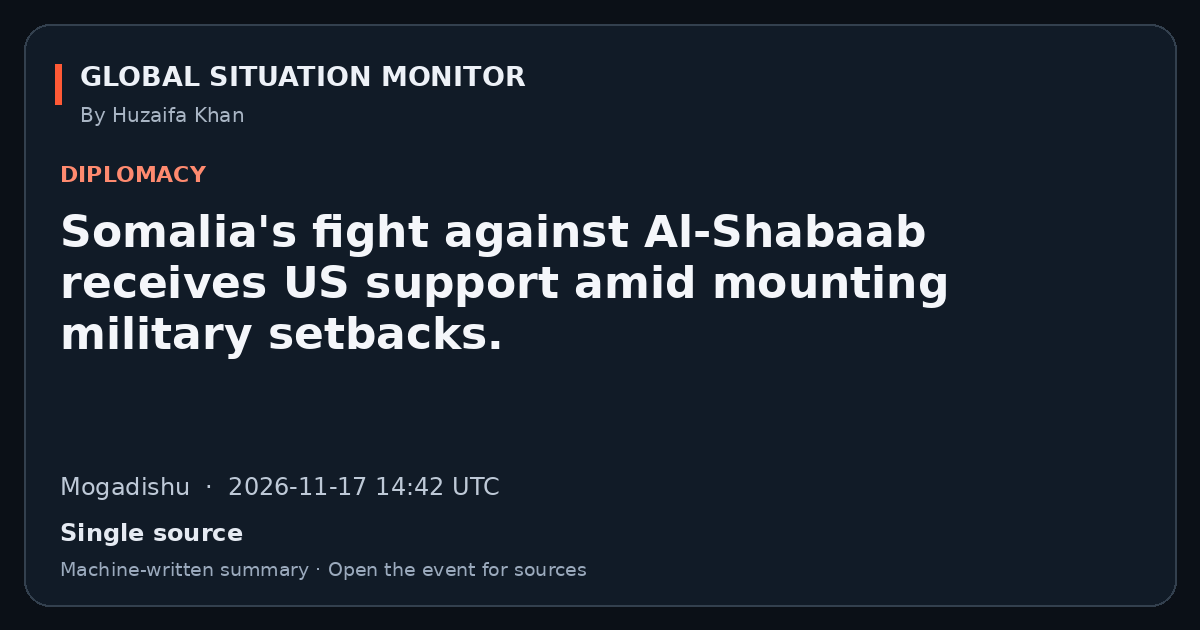 GLOBAL SITUATION MONITOR
By Huzaifa Khan
DIPLOMACY
Somalia's fight against Al-Shabaab
receives US support amid mounting
military setbacks.
Mogadishu · 2026-11-17 14:42 UTC
Single source
Machine-written summary · Open the event for sources